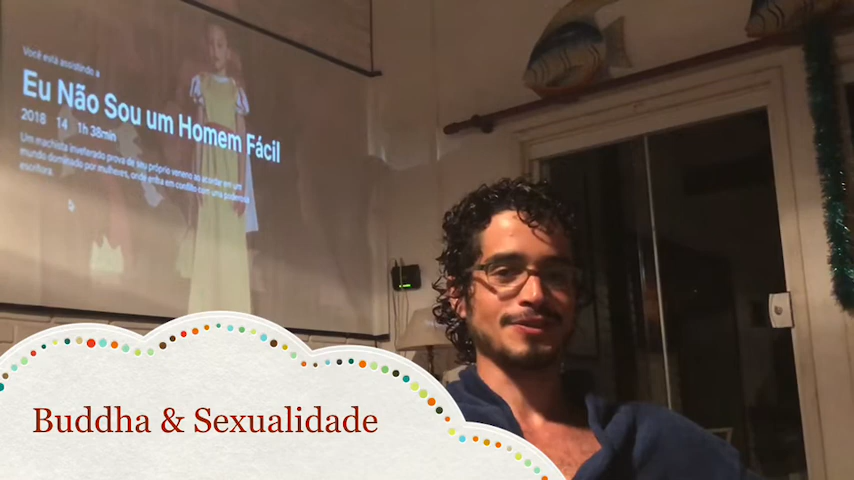 Você está assistindo a
Eu Não Sou um Homem Fácil
2018 14 1h 38min
Um machista inveterado prova de seu próprio veneno ao acordar em um
mundo dominado por mulheres, onde entra em conflito com uma poderosa
escritora.
Buddha & Sexualidade